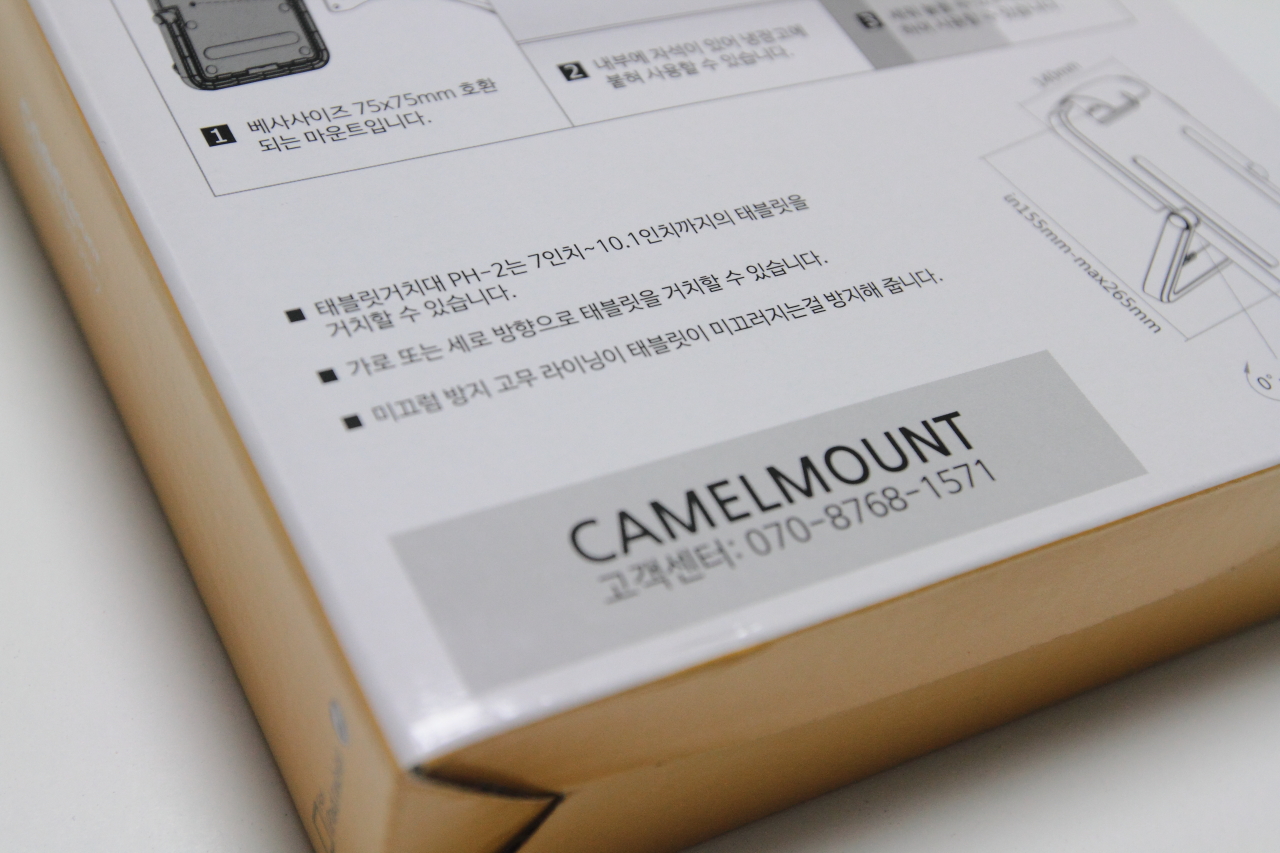 1 베사사이즈 75x75mm 호환
되는 마운트입니다.
2 내부에 자석이 있어 냉광고에
붙혀 사용할 수 있습니다.
3
■ 태블릿거치대 PH-2는 7인치~10.1인치까지의 태블릿을
거치할 수 있습니다.
■ 가로 또는 세로 방향으로 태블릿을 거치할 수 있습니다.
■ 미끄럼 방지 고무 라이닝이 태블릿이 미끄러지는걸 방지해 줍니다.
in155mm-max265mm
0°
CAMELMOUNT
고객센터: 070-8768-1571